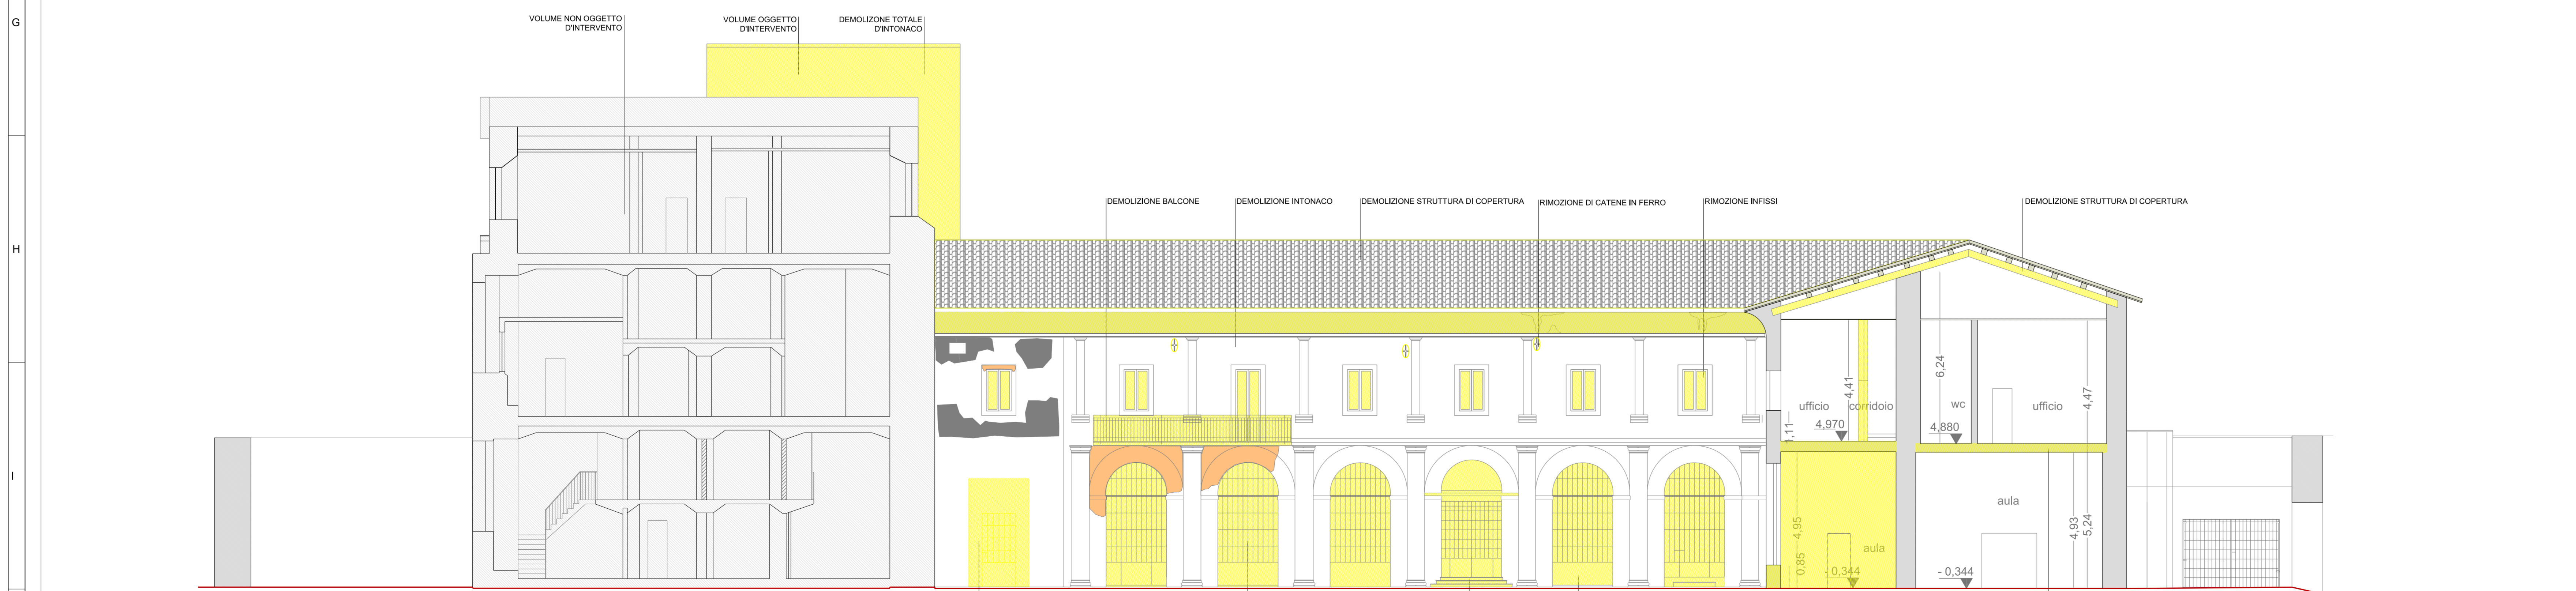 G
VOLUME NON OGGETTO
D'INTERVENTO
VOLUME OGGETTO
D'INTERVENTO
DEMOLIZONE TOTALE
D'INTONACO
DEMOLIZIONE BALCONE
DEMOLIZIONE INTONACO
DEMOLIZIONE STRUTTURA DI COPERTURA
RIMOZIONE DI CATENE IN FERRO
RIMOZIONE INFISSI
DEMOLIZIONE STRUTTURA DI COPERTURA
H
6,24
4,41
4,47
ufficio
corridoio
wc
ufficio
1,11
4,970
4,880
I
aula
4,95
4,93
5,24
aula
0,85
- 0,344
- 0,344